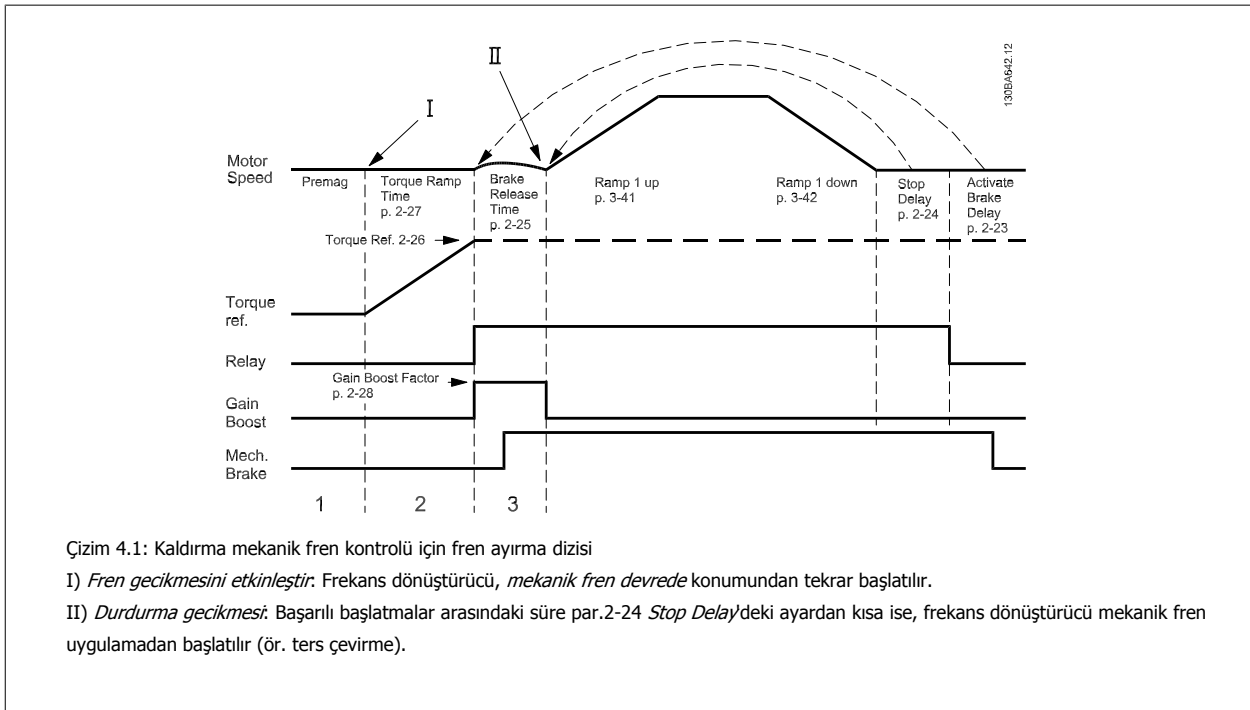 II
130BA642.12
I
Motor
Speed
Premag
Torque Ramp
Time
p. 2-27
Brake
Release
Time
p. 2-25
Ramp 1 up
p. 3-41
Ramp 1 down
p. 3-42
Stop
Delay
p. 2-24
Activate
Brake
Delay
p. 2-23
Torque Ref. 2-26
Torque
ref.
Relay
Gain Boost Factor
p. 2-28
Gain
Boost
Mech.
Brake
1
2
3
Çizim 4.1: Kaldırma mekanik fren kontrolü için fren ayırma dizisi
I) Fren gecikmesini etkinleştir: Frekans dönüştürücü, mekanik fren devrede konumundan tekrar başlatılır.
II) Durdurma gecikmesi: Başarılı başlatmalar arasındaki süre par.2-24 Stop Delay'deki ayardan kısa ise, frekans dönüştürücü mekanik fren
uygulamadan başlatılır (ör. ters çevirme).